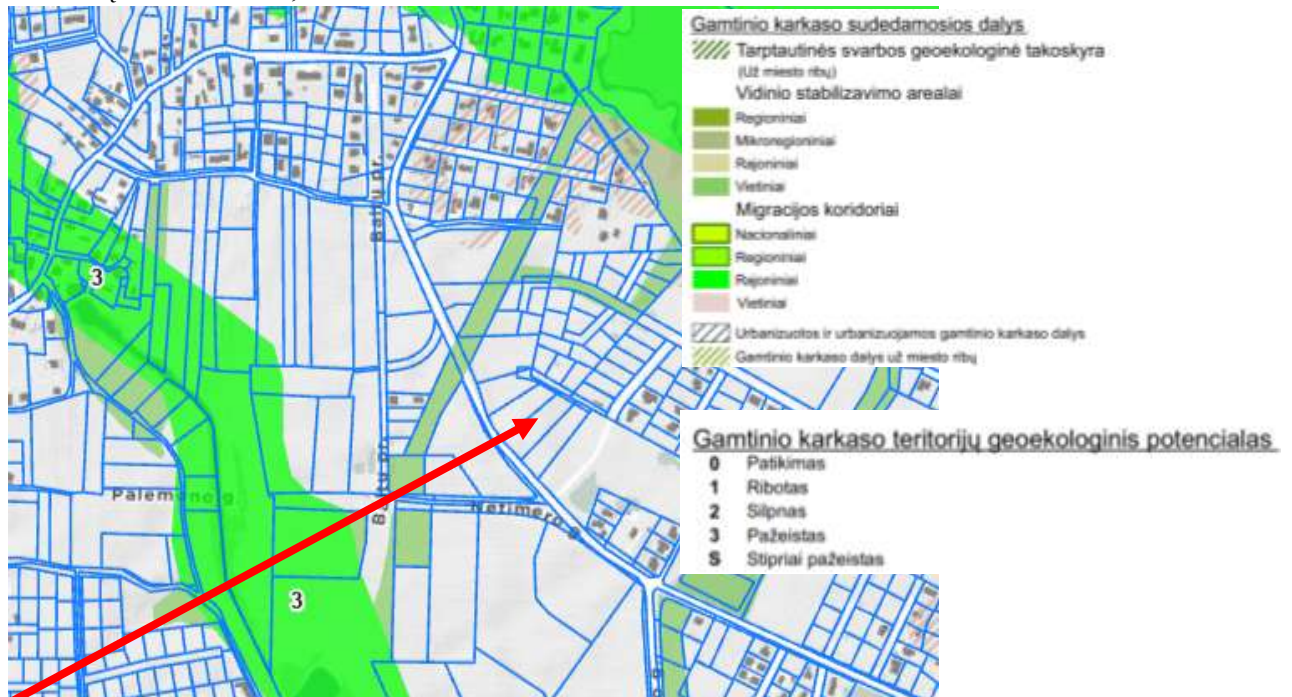 Gamtinio karkaso sudedamosios dalys
Tarptautinės svarbos geoekologinė takoskyra
(Už miesto ribų)
Vidinio stabilizavimo arealai
Regioniniai
Mikroregioniniai
Rajoniniai
Vietiniai
Migracijos koridoriai
Nacionaliniai
Regioniniai
Rajoniniai
Vietiniai
Urbanizuotos ir urbanizuojamos gamtinio karkaso dalys
Gamtinio karkaso dalys už miesto ribų
Gamtinio karkaso teritorijų geoekologinis potencialas
0 Patikimas
1 Ribotas
2 Silpnas
3 Pažeistas
S Stipriai pažeistas
Baltų pr.
3
Baltų pr.
Palemono g.
Netimero g.
3